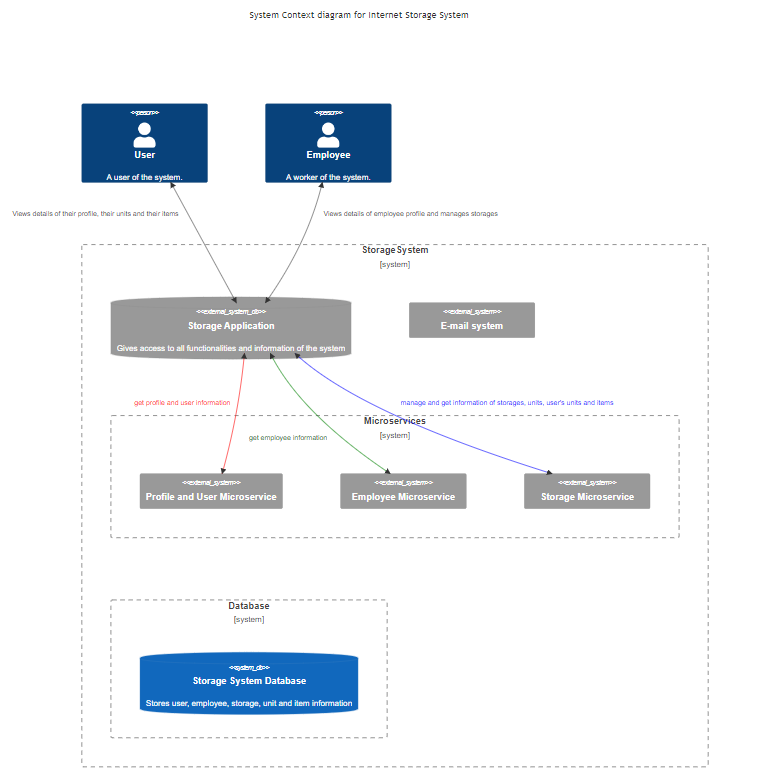 System Context diagram for Internet Storage System
<<person>>
User
A user of the system.
<<person>>
Employee
A worker of the system.
Views details of their profile, their units and their items
Views details of employee profile and manages storages
StorageSystem
[system]
<<external_system_db>>
Storage Application
Gives access to all functionalities and information of the system
<<external_system>>
E-mail system
get profile and user information
manage and get information of storages, units, user's units and items
get employee information
Microservices
[system]
<<external_system>>
Profile and User Microservice
<<external_system>>
Employee Microservice
<<external_system>>
Storage Microservice
Database
[system]
<<system_db>>
Storage System Database
Stores user, employee, storage, unit and item information